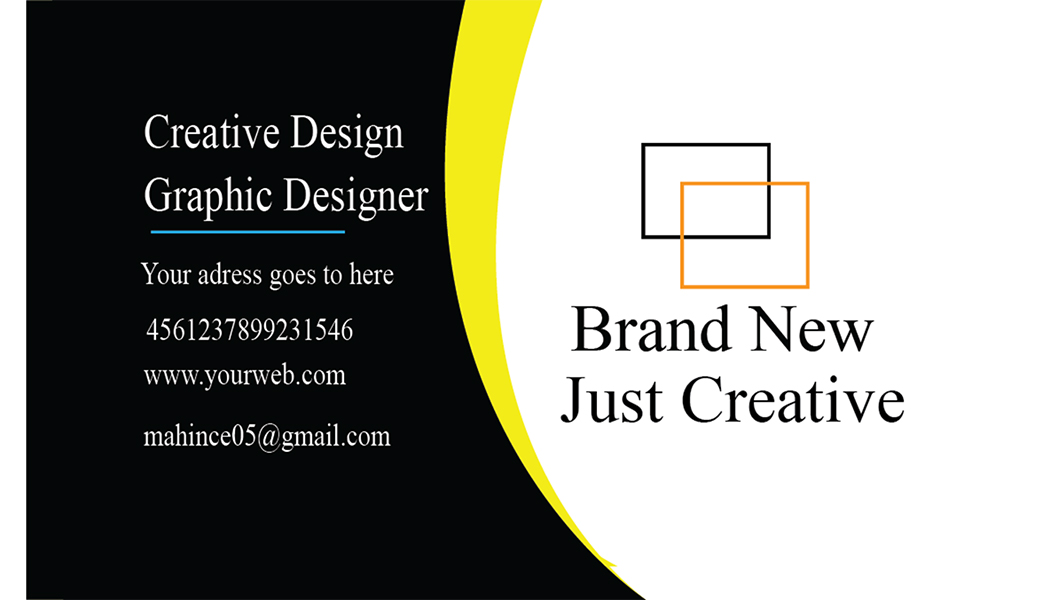 Creative Design
Graphic Designer
Your adress goes to here
4561237899231546
www.yourweb.com
mahince05@gmail.com
Brand New
Just Creative